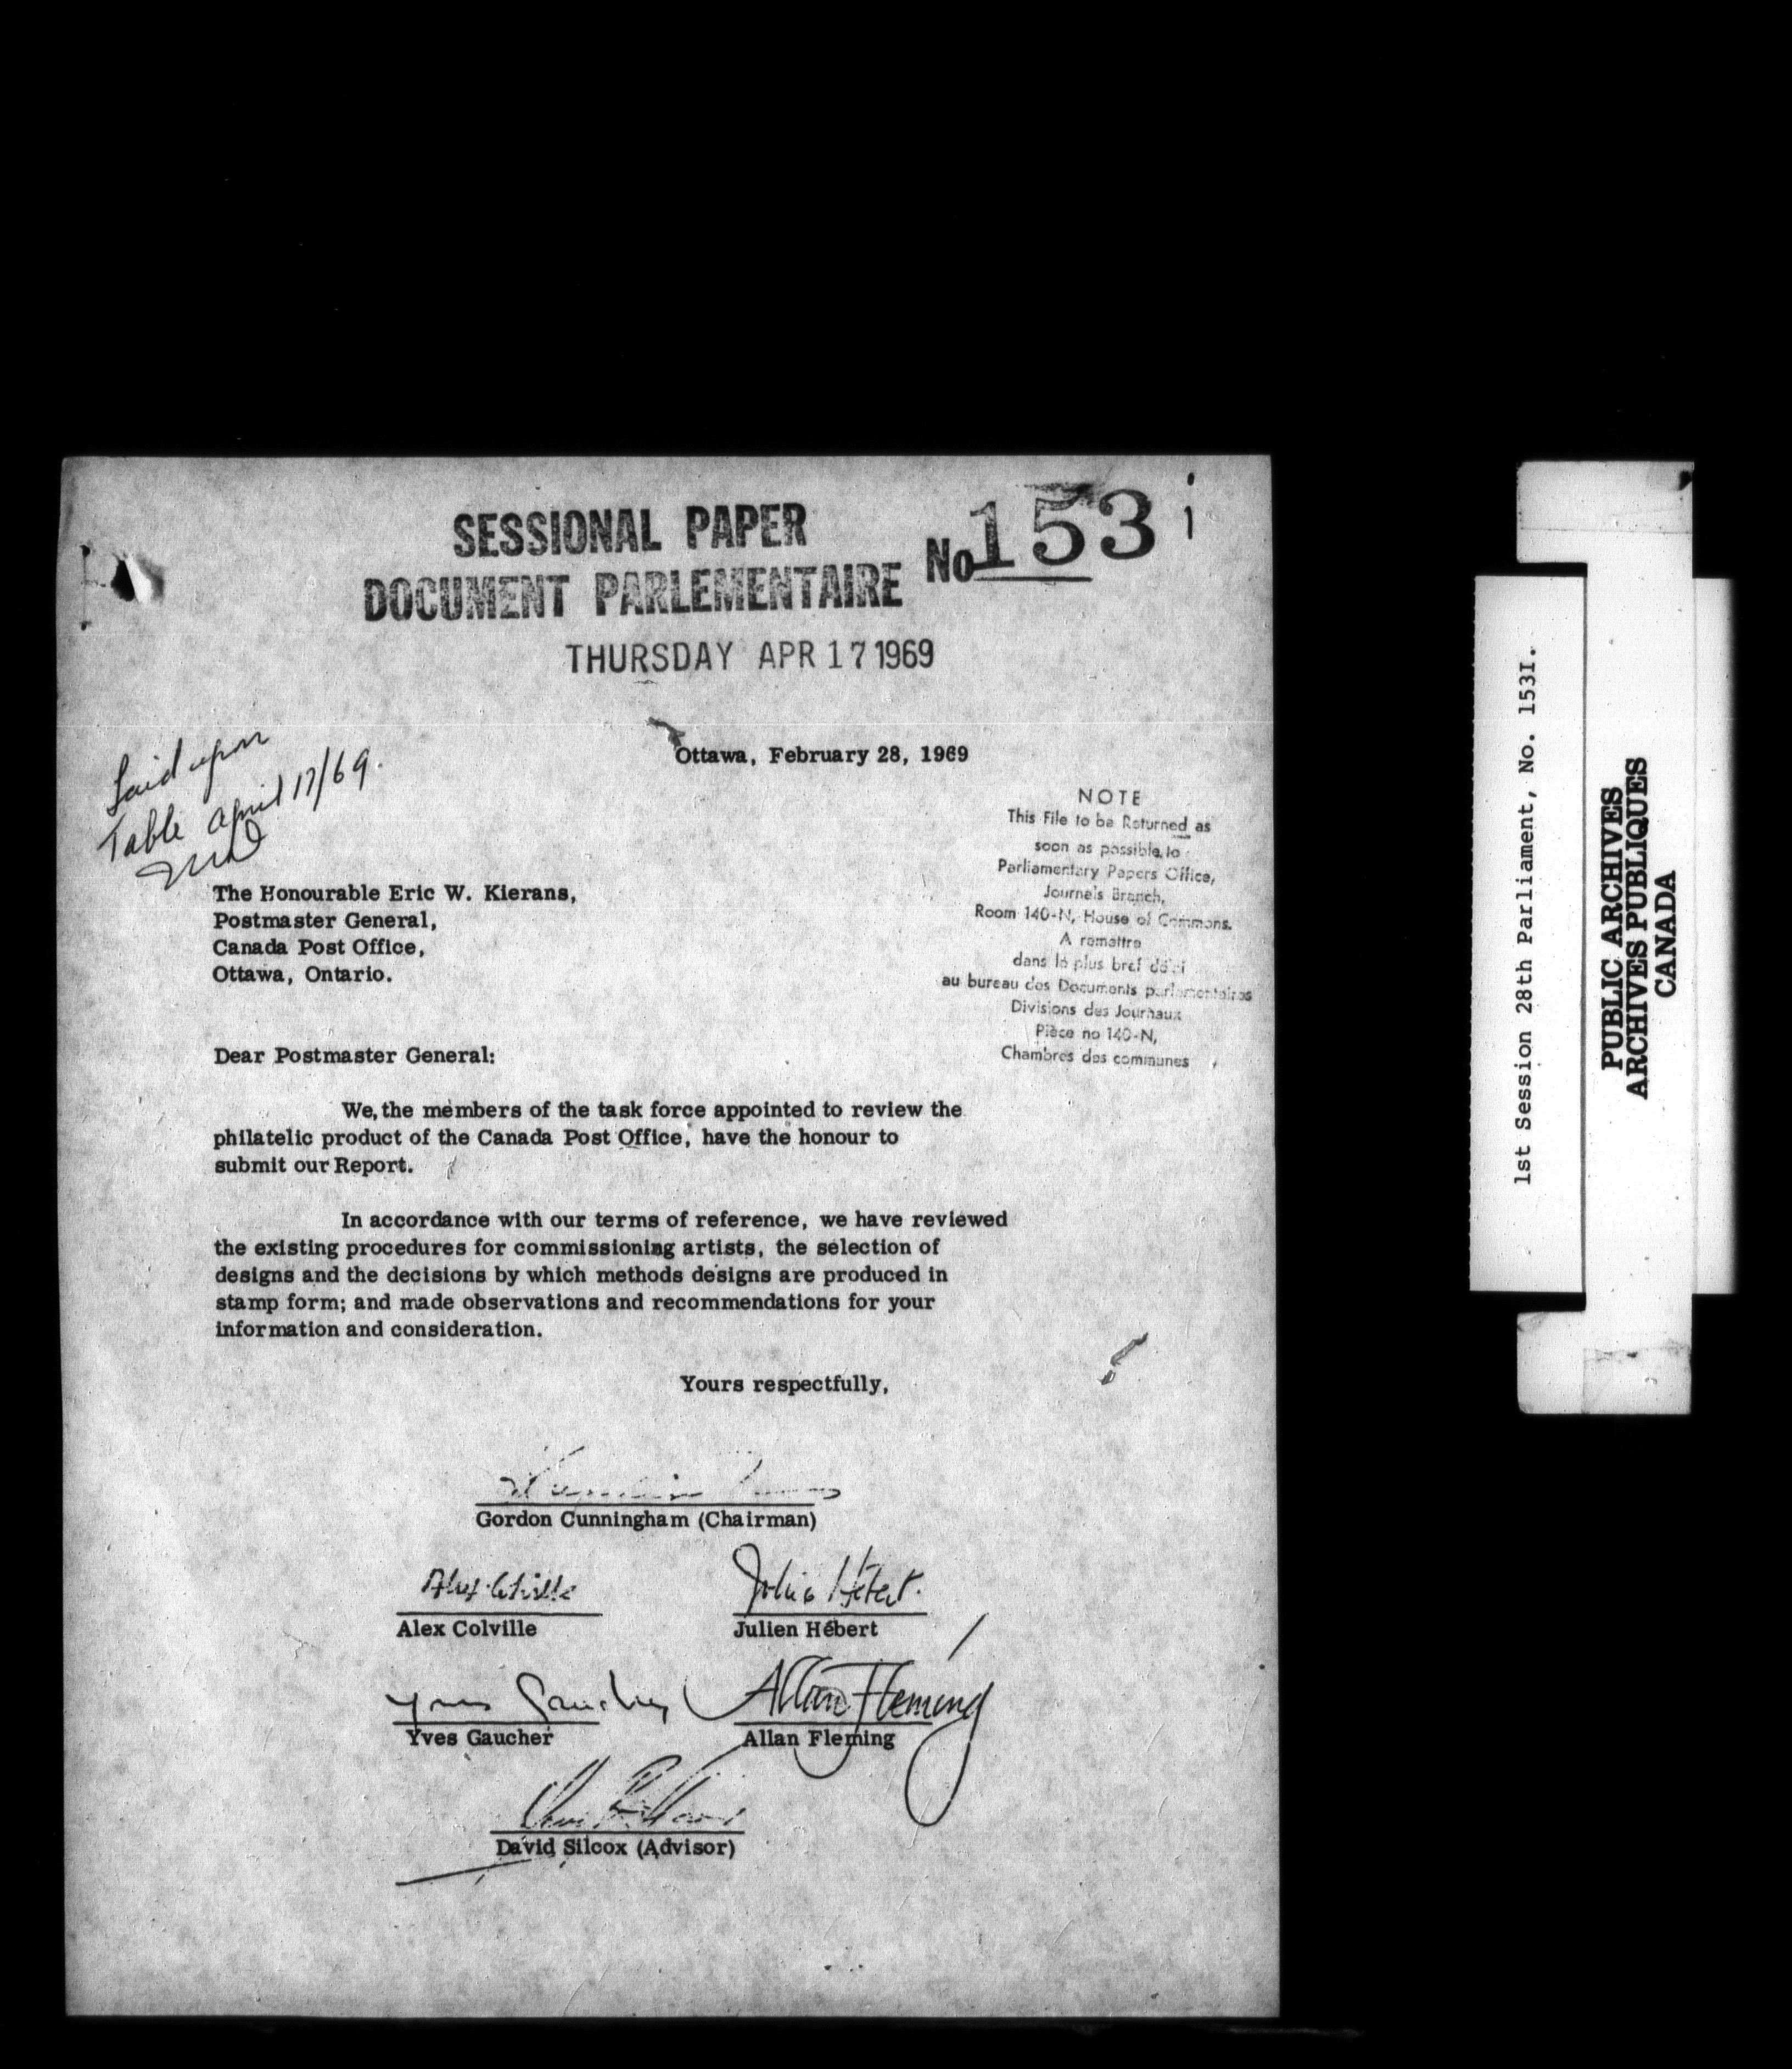 SESSIONAL PAPER
DOCUMENT PARLEMENTAIRE
No 153 i
THURSDAY APR 17 1969
Ottawa, February 28, 1969
Laid upon
Table April 17/69.
NOTE
This File to be Returned as
soon as possible to
Parliamentary Papers Office,
Journals Branch,
Room 140-N, House of Commons.
A remettre
dans le plus bref délai
au bureau des Documents parlementaires
Divisions des Journaux
Pièce no 140-N,
Chambres des communes
The Honourable Eric W. Kierans,
Postmaster General,
Canada Post Office,
Ottawa, Ontario.
Dear Postmaster General:
We, the members of the task force appointed to review the
philatelic product of the Canada Post Office, have the honour to
submit our Report.
In accordance with our terms of reference, we have reviewed
the existing procedures for commissioning artists, the selection of
designs and the decisions by which methods designs are produced in
stamp form; and made observations and recommendations for your
information and consideration.
Yours respectfully,
Gordon Cunningham (Chairman)
Alex Colville
Julien Hébert
Alex Colville
Julien Hébert
Yves Gaucher
Allan Fleming
Yves Gaucher
Allan Fleming
David Silcox (Advisor)
1st Session 28th Parliament, No. 153I.
PUBLIC ARCHIVES
ARCHIVES PUBLIQUES
CANADA